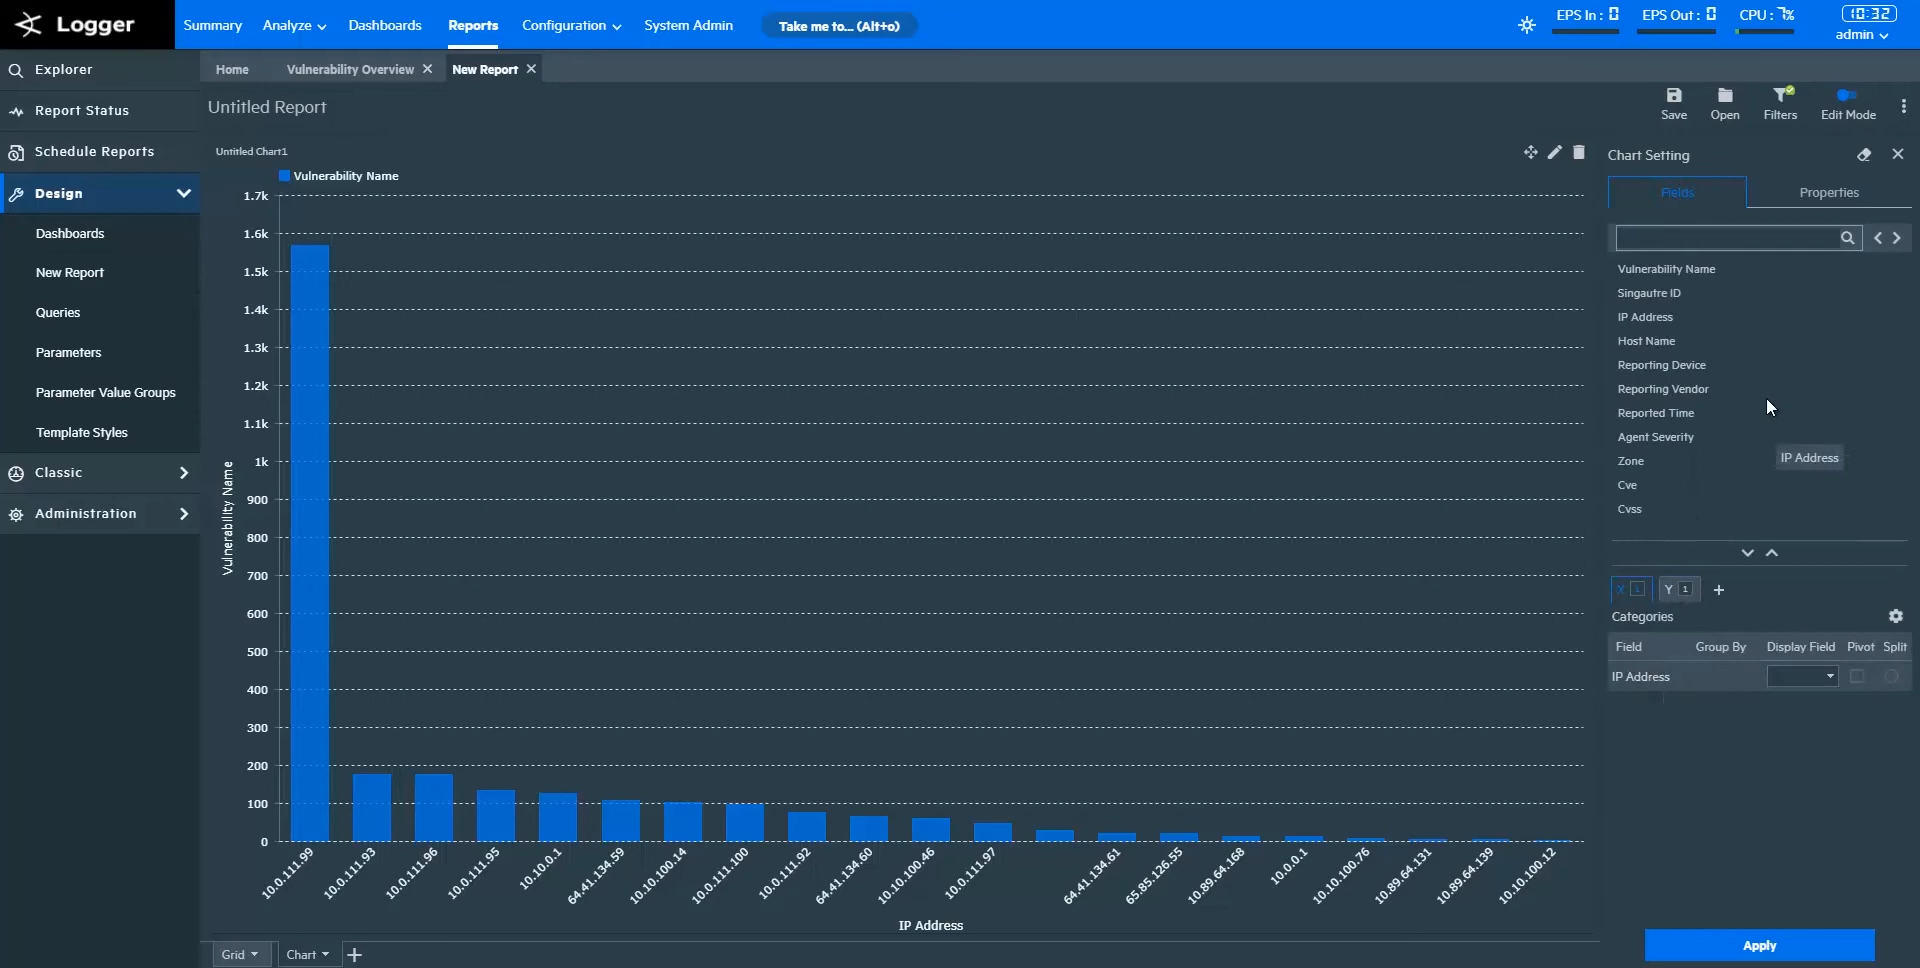 Logger
Summary Analyze Dashboards Reports Configuration System Admin Take me to... (Alt+o) EPS In : 0 EPS Out : 0 CPU : 7% 10:32
admin
Explorer
Report Status
Schedule Reports
Design
Dashboards
New Report
Queries
Parameters
Parameter Value Groups
Template Styles
Classic
Administration
Home Vulnerability Overview New Report
Untitled Report
Save Open Filters Edit Mode
Untitled Chart1
Vulnerability Name
1.7k
1.6k
1.5k
1.4k
1.3k
1.2k
1.1k
1k
900
800
700
600
500
400
300
200
100
0
Vulnerability Name
10.0.111.99 10.0.111.93 10.0.111.96 10.0.111.95 10.10.0.1 64.41.134.59 10.10.100.14 10.0.111.100 10.0.111.92 64.41.134.60 10.10.100.46 10.0.111.97 64.41.134.61 65.85.126.55 10.89.64.168 10.0.0.1 10.10.100.76 10.89.64.131 10.89.64.139 10.10.100.12
IP Address
Grid Chart
Chart Setting
Fields Properties
Vulnerability Name
Singautre ID
IP Address
Host Name
Reporting Device
Reporting Vendor
Reported Time
Agent Severity
Zone
IP Address
Cve
Cvss
X 1 Y 1
Categories
Field Group By Display Field Pivot Split
IP Address
Apply